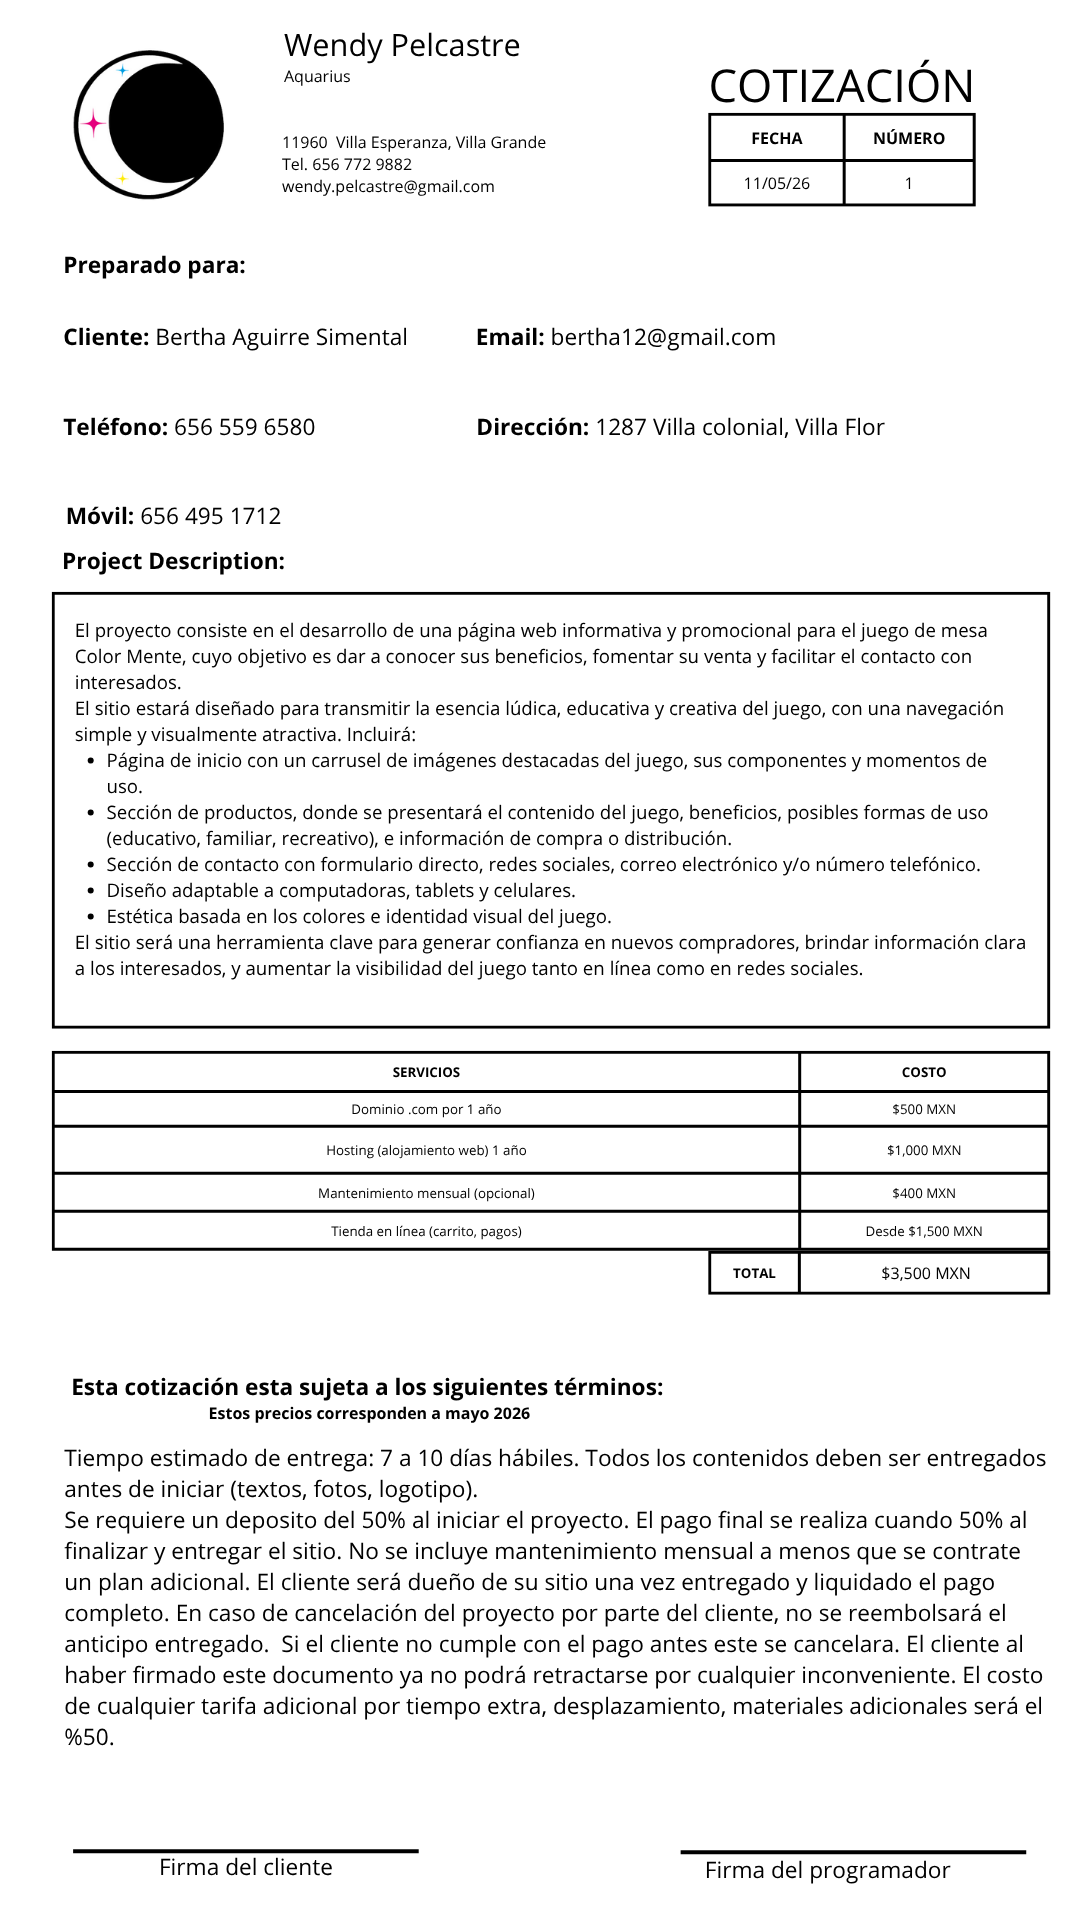 Wendy Pelcastre
Aquarius
11960  Villa Esperanza, Villa Grande
Tel. 656 772 9882
wendy.pelcastre@gmail.com
COTIZACIÓN
FECHA NÚMERO
11/05/26 1
Preparado para:
Cliente: Bertha Aguirre Simental Email: bertha12@gmail.com
Teléfono: 656 559 6580 Dirección: 1287 Villa colonial, Villa Flor
Móvil: 656 495 1712
Project Description:
El proyecto consiste en el desarrollo de una página web informativa y promocional para el juego de mesa
Color Mente, cuyo objetivo es dar a conocer sus beneficios, fomentar su venta y facilitar el contacto con
interesados.
El sitio estará diseñado para transmitir la esencia lúdica, educativa y creativa del juego, con una navegación
simple y visualmente atractiva. Incluirá:
• Página de inicio con un carrusel de imágenes destacadas del juego, sus componentes y momentos de
uso.
• Sección de productos, donde se presentará el contenido del juego, beneficios, posibles formas de uso
(educativo, familiar, recreativo), e información de compra o distribución.
• Sección de contacto con formulario directo, redes sociales, correo electrónico y/o número telefónico.
• Diseño adaptable a computadoras, tablets y celulares.
• Estética basada en los colores e identidad visual del juego.
El sitio será una herramienta clave para generar confianza en nuevos compradores, brindar información clara
a los interesados, y aumentar la visibilidad del juego tanto en línea como en redes sociales.
SERVICIOS COSTO
Dominio .com por 1 año $500 MXN
Hosting (alojamiento web) 1 año $1,000 MXN
Mantenimiento mensual (opcional) $400 MXN
Tienda en línea (carrito, pagos) Desde $1,500 MXN
TOTAL $3,500 MXN
Esta cotización esta sujeta a los siguientes términos:
Estos precios corresponden a mayo 2026
Tiempo estimado de entrega: 7 a 10 días hábiles. Todos los contenidos deben ser entregados
antes de iniciar (textos, fotos, logotipo).
Se requiere un deposito del 50% al iniciar el proyecto. El pago final se realiza cuando 50% al
finalizar y entregar el sitio. No se incluye mantenimiento mensual a menos que se contrate
un plan adicional. El cliente será dueño de su sitio una vez entregado y liquidado el pago
completo. En caso de cancelación del proyecto por parte del cliente, no se reembolsará el
anticipo entregado.  Si el cliente no cumple con el pago antes este se cancelara. El cliente al
haber firmado este documento ya no podrá retractarse por cualquier inconveniente. El costo
de cualquier tarifa adicional por tiempo extra, desplazamiento, materiales adicionales será el
%50.
Firma del cliente Firma del programador